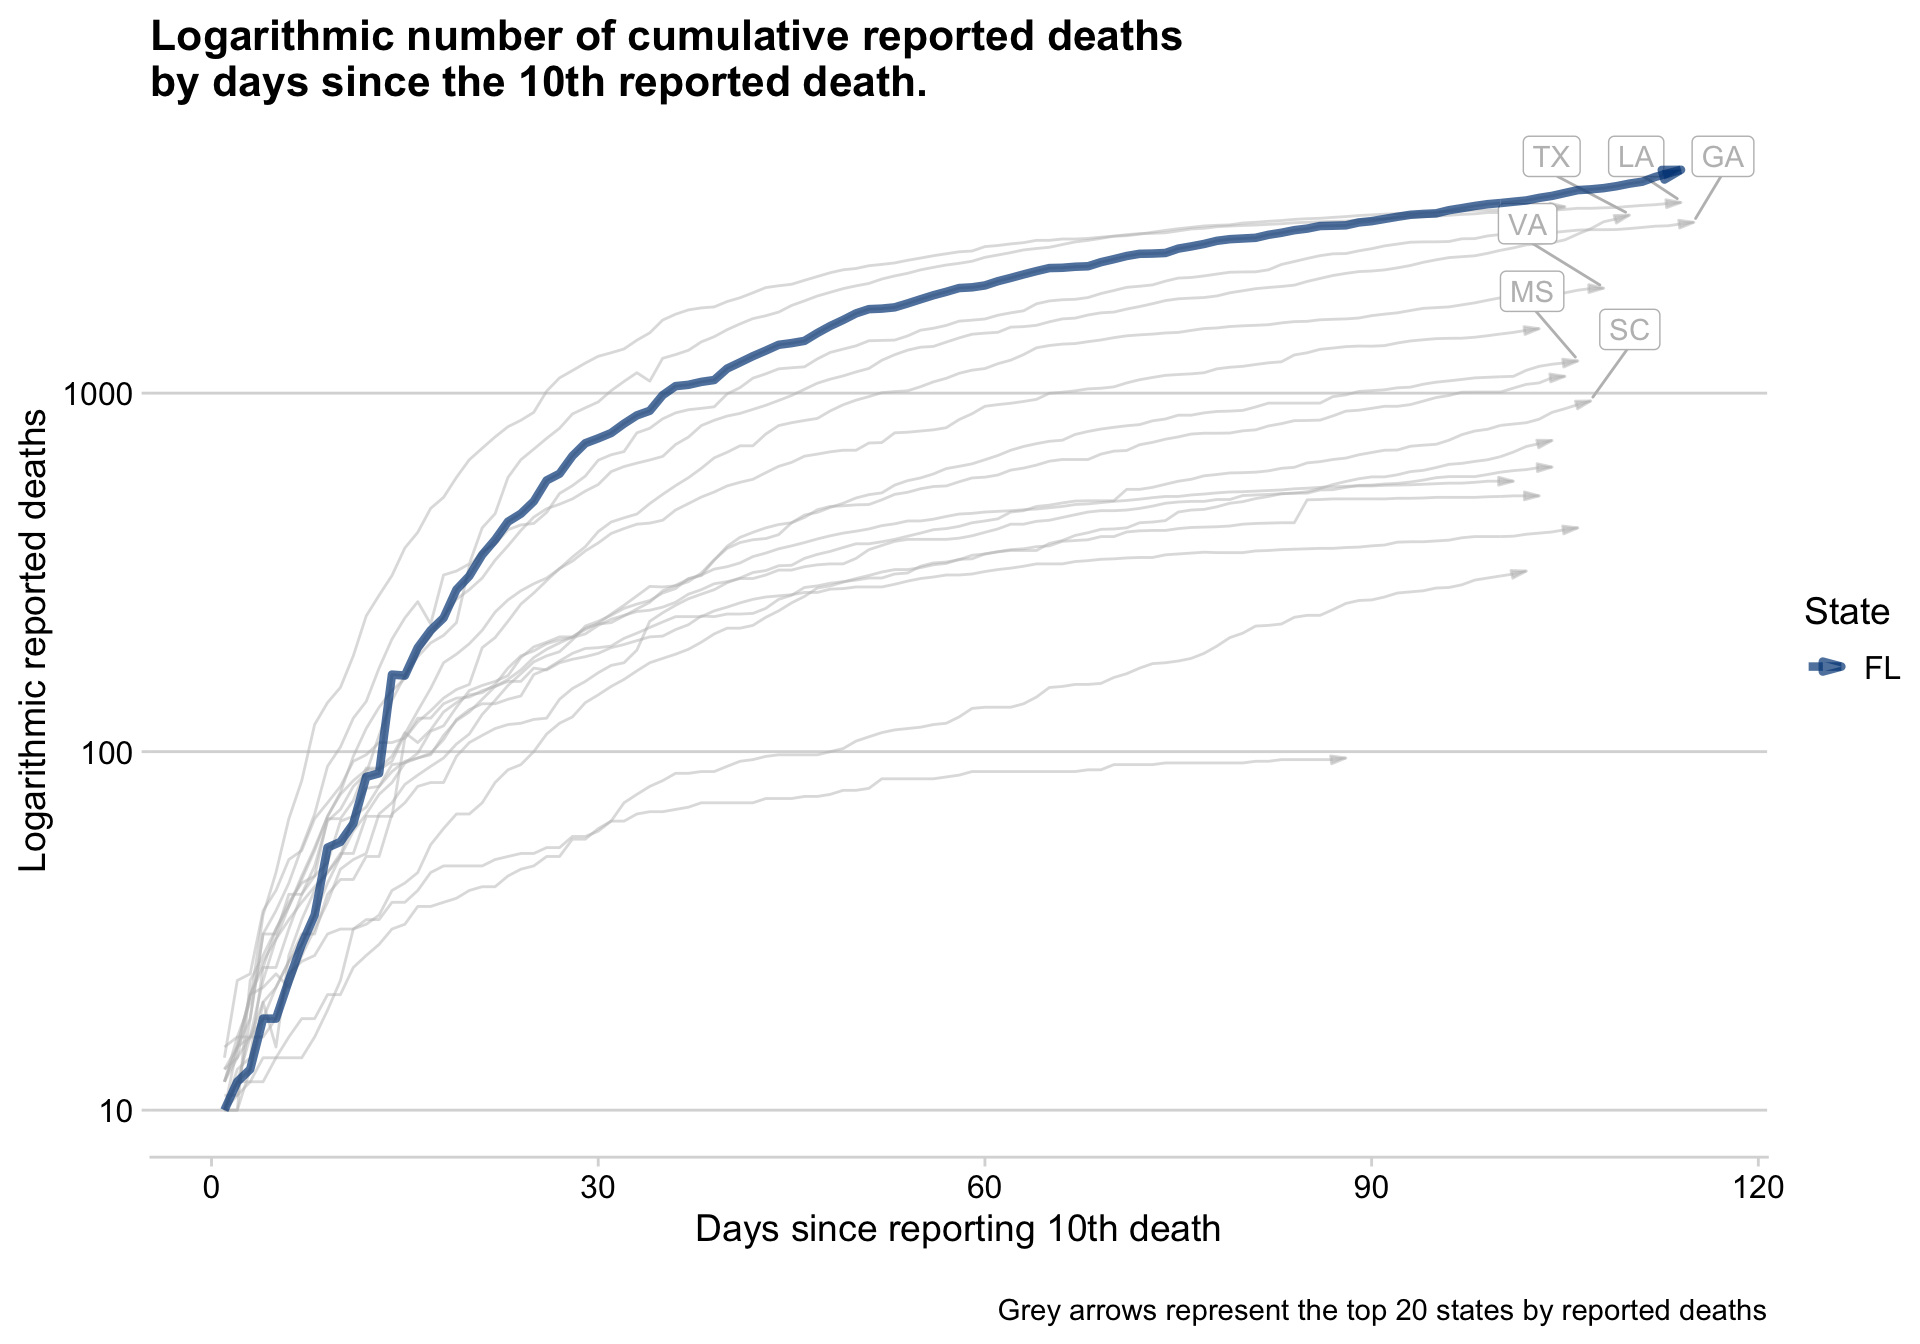 Logarithmic number of cumulative reported deaths
by days since the 10th reported death.
TX
LA
GA
VA
MS
SC
1000
100
10
Logarithmic reported deaths
0
30
60
90
120
Days since reporting 10th death
State
FL
Grey arrows represent the top 20 states by reported deaths